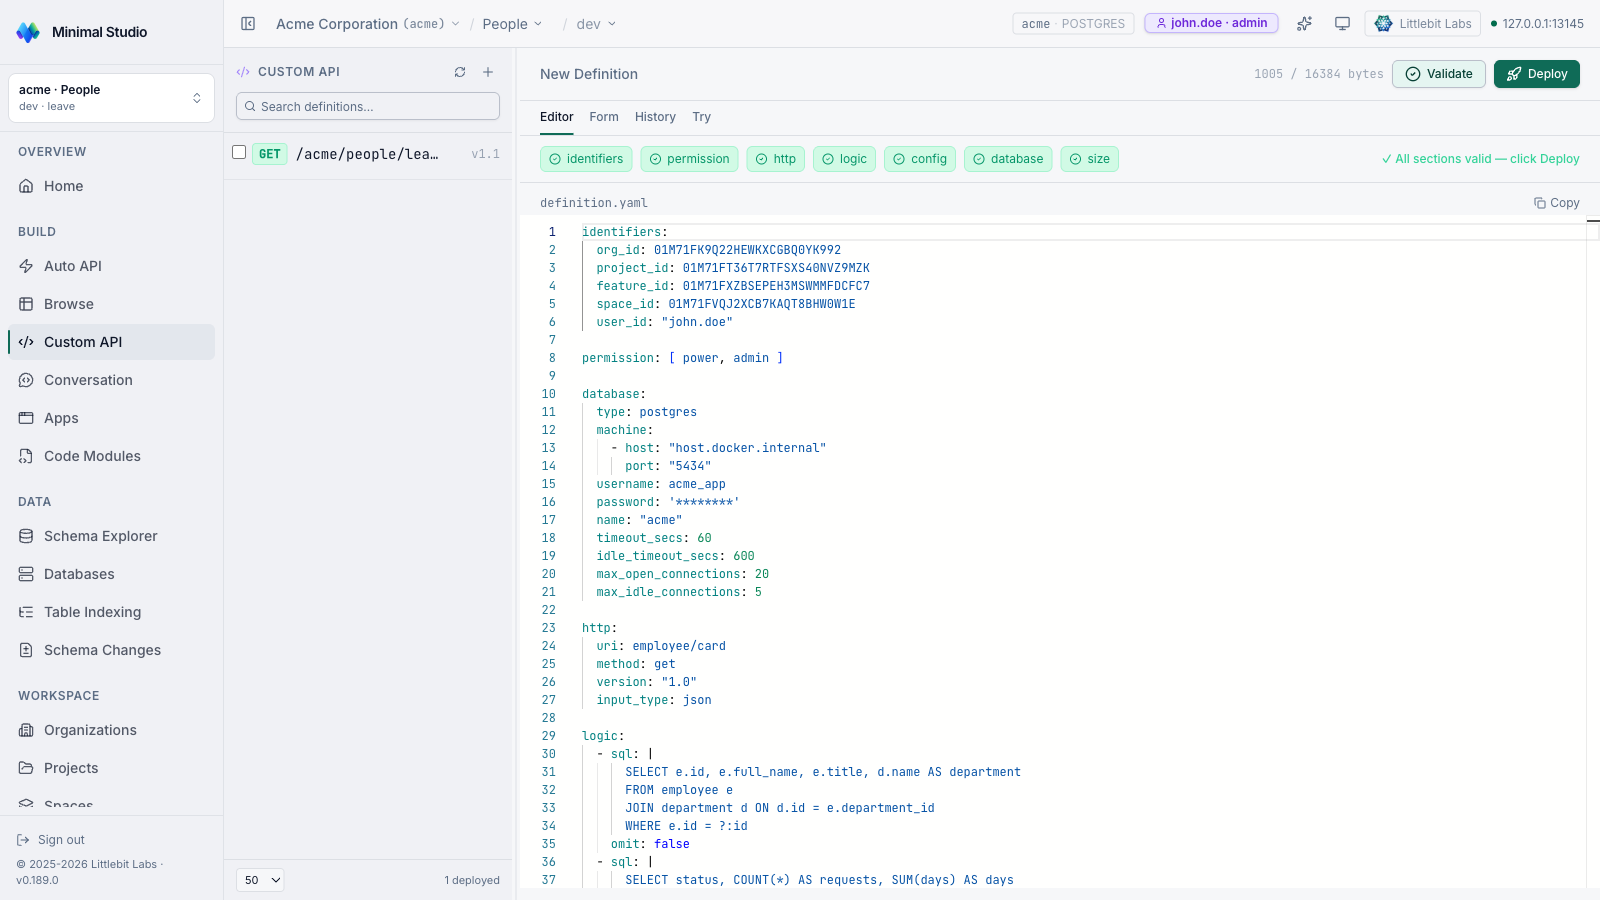 Minimal Studio
acme · People
dev · leave
OVERVIEW
Home
BUILD
Auto API
Browse
Custom API
Conversation
Apps
Code Modules
DATA
Schema Explorer
Databases
Table Indexing
Schema Changes
WORKSPACE
Organizations
Projects
Spaces
Sign out
© 2025-2026 Littlebit Labs ·
v0.189.0
Acme Corporation (acme) / People / dev
acme · POSTGRES
john.doe · admin
Littlebit Labs
127.0.0.1:13145
CUSTOM API
Search definitions...
GET /acme/people/lea… v1.1
50
1 deployed
New Definition
1005 / 16384 bytes
Validate
Deploy
Editor Form History Try
identifiers permission http logic config database size
✓ All sections valid — click Deploy
definition.yaml
Copy
1 identifiers:
2 org_id: 01M71FK9Q22HEWKXCGBQ0YK992
3 project_id: 01M71FT36T7RTFSXS40NVZ9MZK
4 feature_id: 01M71FXZBSEPEH3MSWMMFDCFC7
5 space_id: 01M71FVQJ2XCB7KAQT8BHW0W1E
6 user_id: "john.doe"
7
8 permission: [ power, admin ]
9
10 database:
11 type: postgres
12 machine:
13 - host: "host.docker.internal"
14 port: "5434"
15 username: acme_app
16 password: '********'
17 name: "acme"
18 timeout_secs: 60
19 idle_timeout_secs: 600
20 max_open_connections: 20
21 max_idle_connections: 5
22
23 http:
24 uri: employee/card
25 method: get
26 version: "1.0"
27 input_type: json
28
29 logic:
30 - sql: |
31 SELECT e.id, e.full_name, e.title, d.name AS department
32 FROM employee e
33 JOIN department d ON d.id = e.department_id
34 WHERE e.id = ?:id
35 omit: false
36 - sql: |
37 SELECT status, COUNT(*) AS requests, SUM(days) AS days